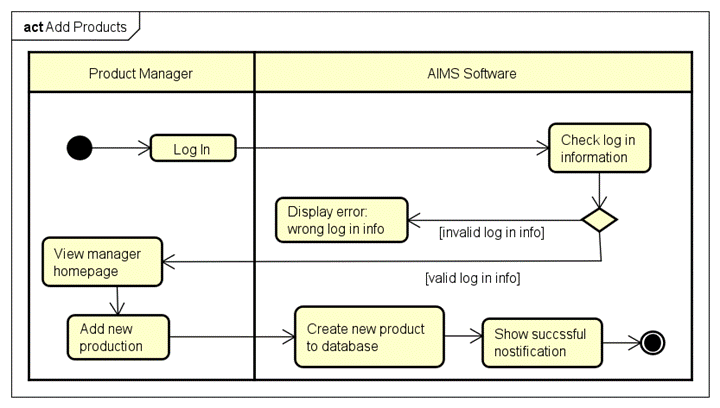 act Add Products
Product Manager
AIMS Software
Log In
Check log in
information
Display error:
wrong log in info
[invalid log in info]
View manager
homepage
[valid log in info]
Add new
production
Create new product
to database
Show succssful
nostification